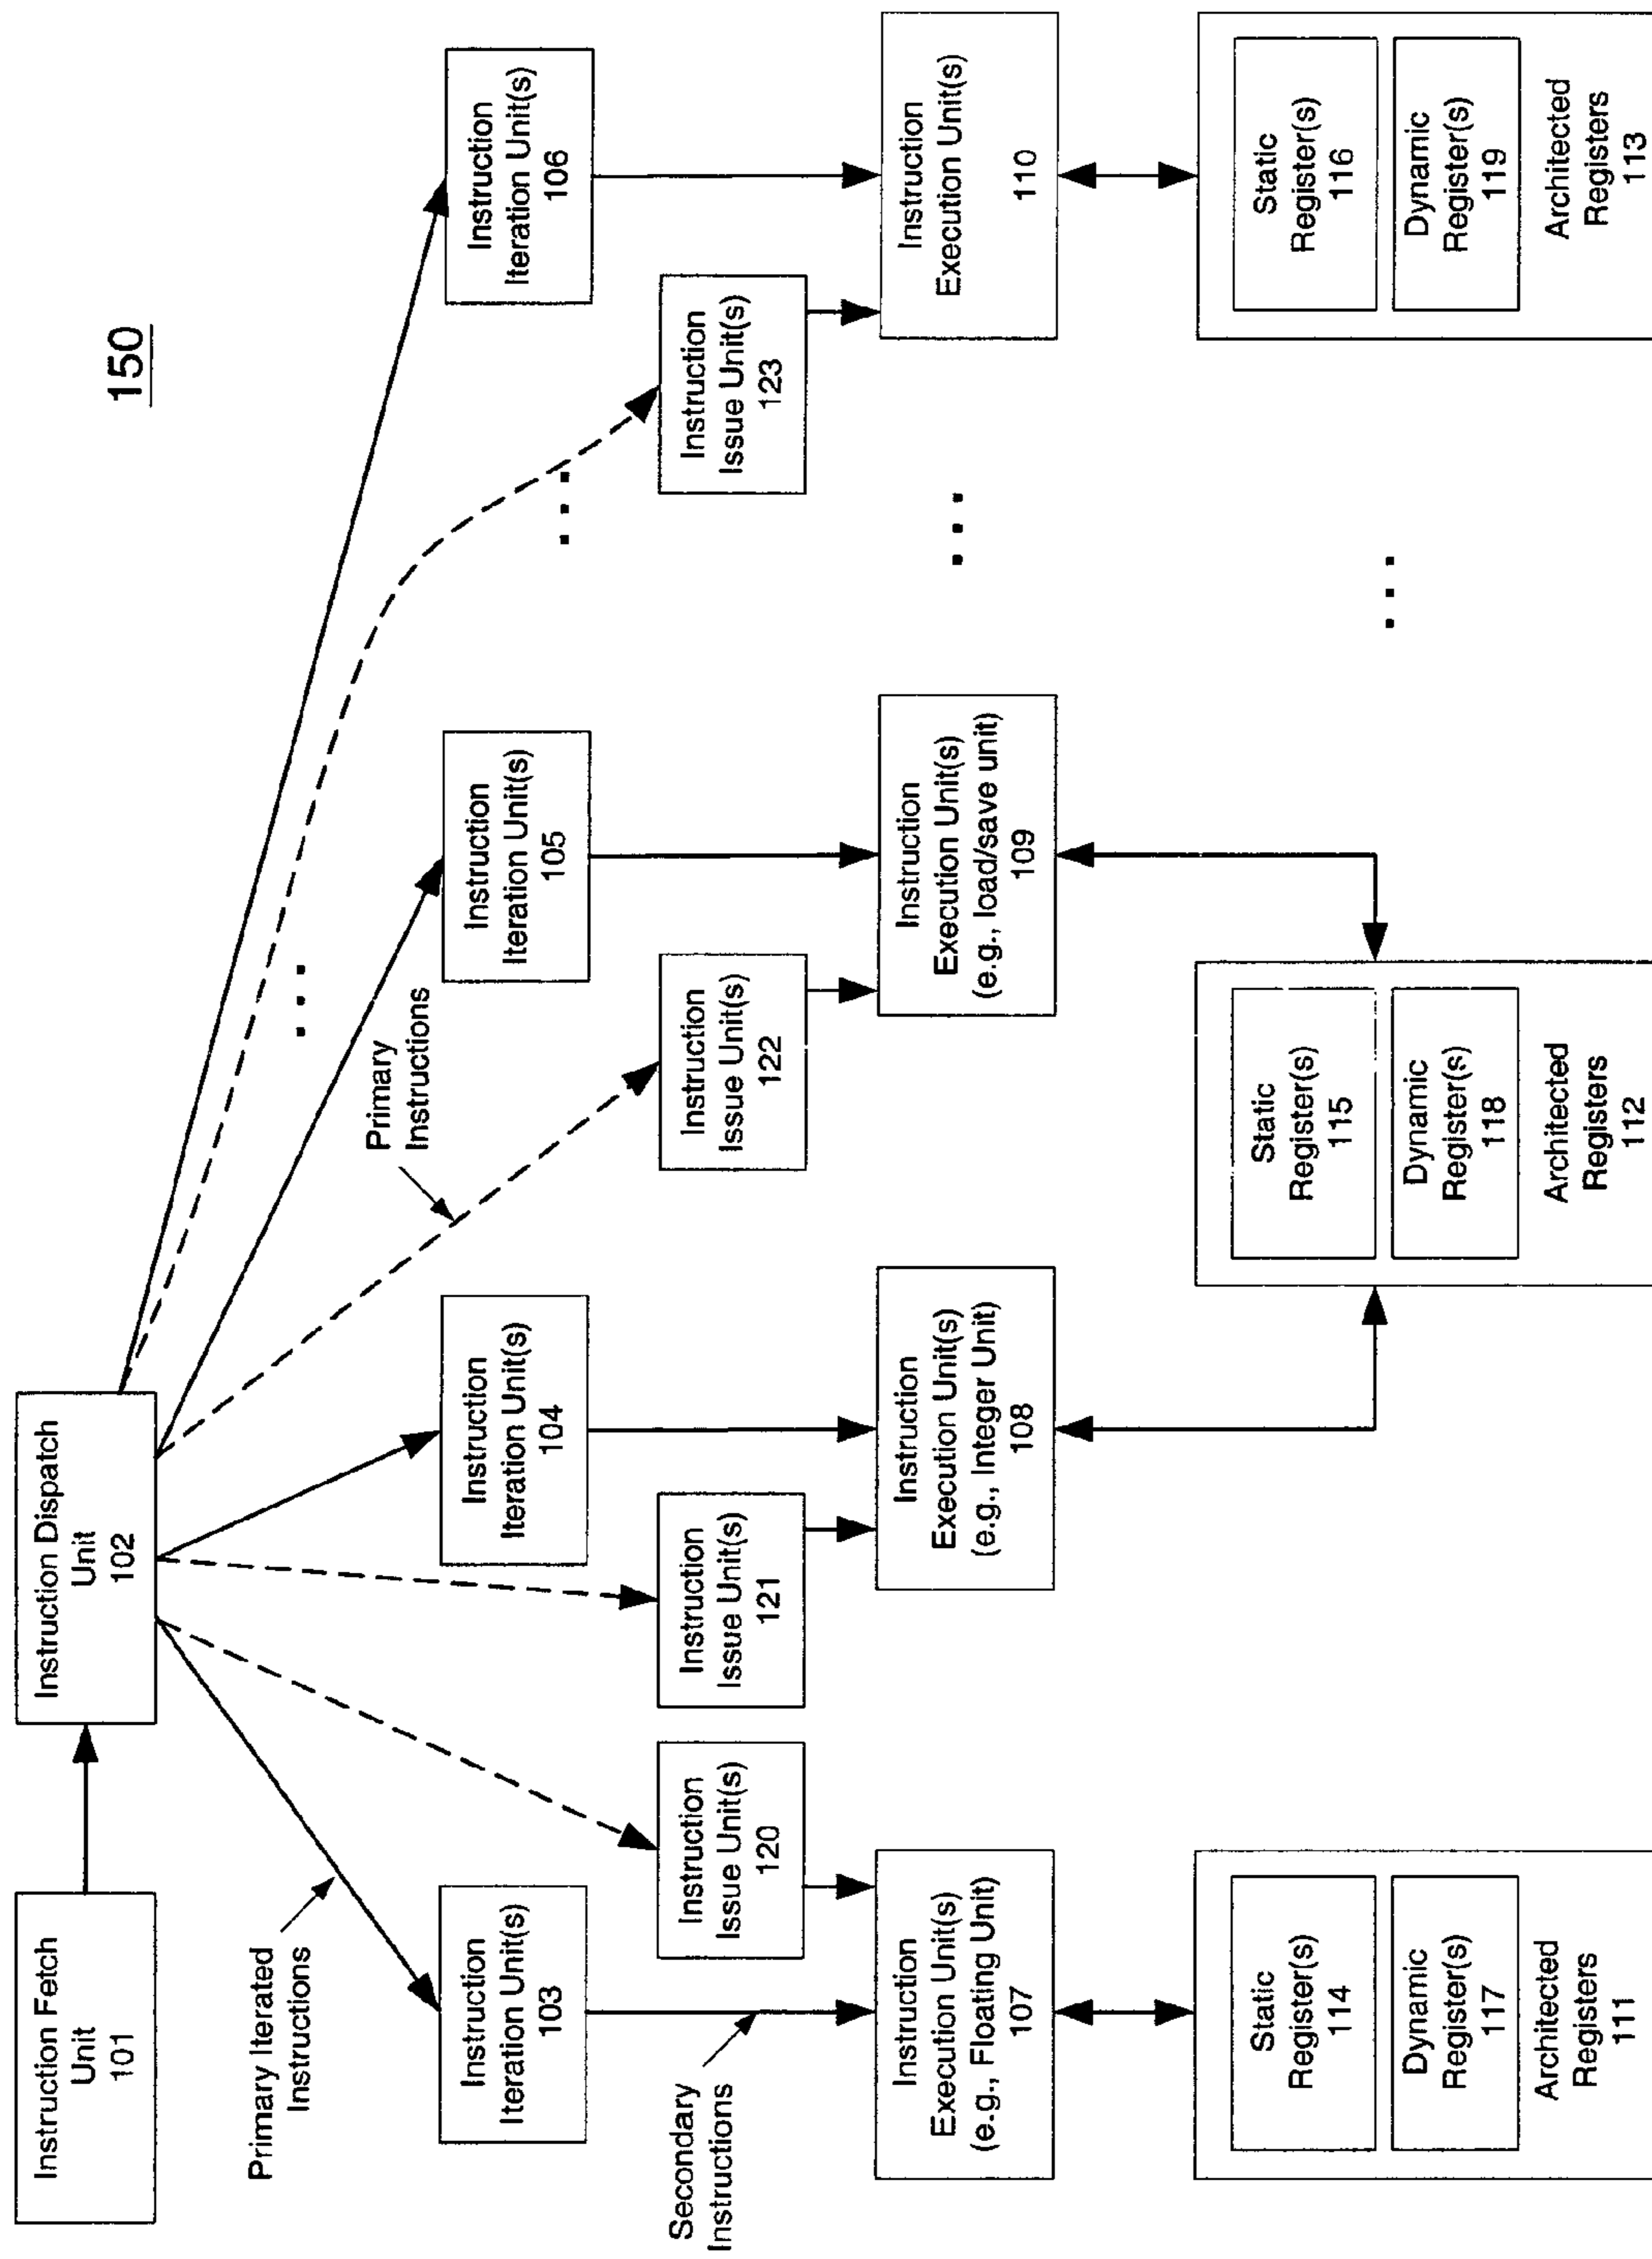 150
Instruction Fetch
Unit
101
Instruction Dispatch
Unit
102
Primary Iterated
Instructions
Primary
Instructions
Instruction
Iteration Unit(s)
103
Instruction
Iteration Unit(s)
104
Instruction
Iteration Unit(s)
105
Instruction
Iteration Unit(s)
106
Secondary
Instructions
Instruction
Issue Unit(s)
120
Instruction
Issue Unit(s)
121
Instruction
Issue Unit(s)
122
Instruction
Issue Unit(s)
123
Instruction
Execution Unit(s)
(e.g., Floating Unit)
107
Instruction
Execution Unit(s)
(e.g., Integer Unit)
108
Instruction
Execution Unit(s)
(e.g., load/save unit)
109
Instruction
Execution Unit(s)
110
Static
Register(s)
114
Dynamic
Register(s)
117
Architected
Registers
111
Static
Register(s)
115
Dynamic
Register(s)
118
Architected
Registers
112
Static
Register(s)
116
Dynamic
Register(s)
119
Architected
Registers
113